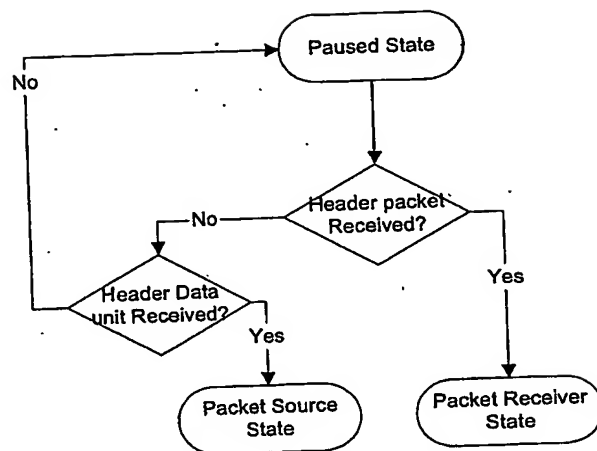 Paused State
No
Header packet
Received?
No
Yes
Header Data
unit Received?
Yes
Packet Source
State
Packet Receiver
State